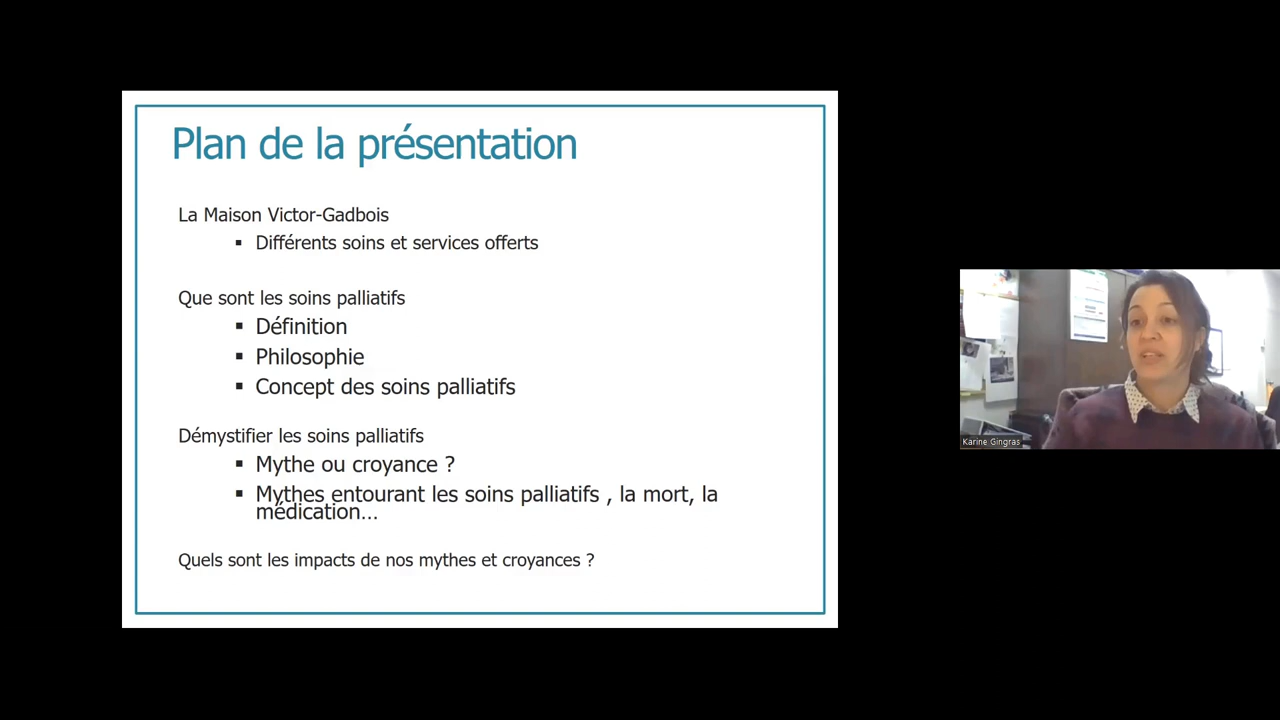 Plan de la présentation
La Maison Victor-Gadbois
▪ Différents soins et services offerts
Que sont les soins palliatifs
▪ Définition
▪ Philosophie
▪ Concept des soins palliatifs
Démystifier les soins palliatifs
▪ Mythe ou croyance ?
▪ Mythes entourant les soins palliatifs , la mort, la
médication…
Quels sont les impacts de nos mythes et croyances ?
Karine Gingras